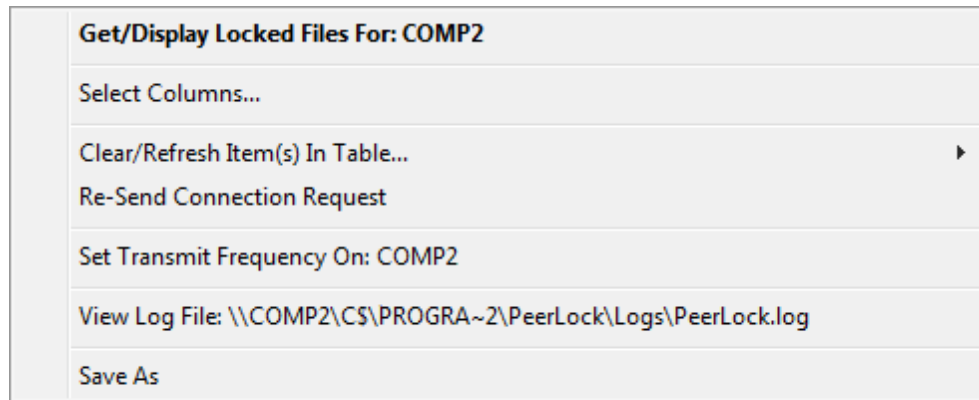 Get/Display Locked Files For: COMP2
Select Columns...
Clear/Refresh Item(s) In Table...
Re-Send Connection Request
Set Transmit Frequency On: COMP2
View Log File: \\COMP2\C$\PROGRA~2\PeerLock\Logs\PeerLock.log
Save As